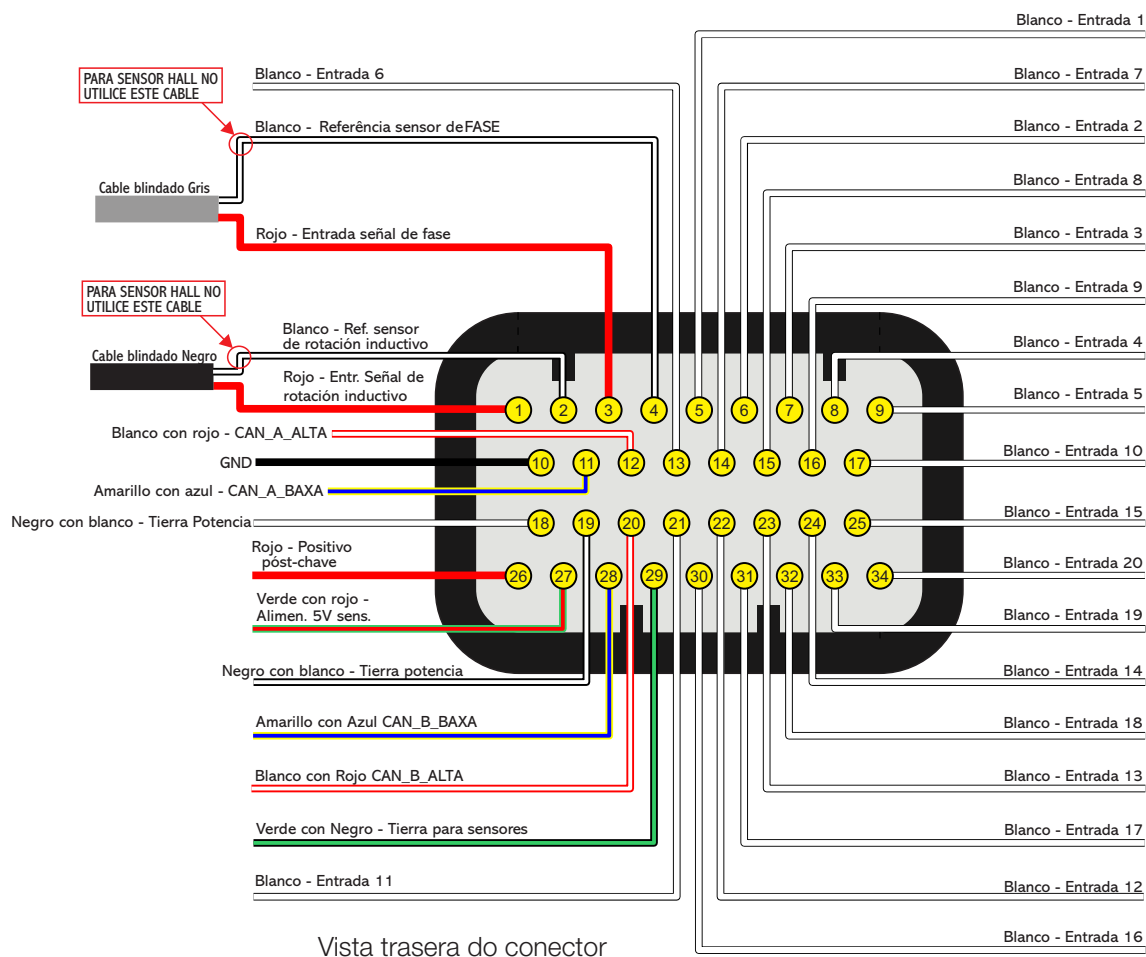 Blanco - Entrada 1
Blanco - Entrada 6
Blanco - Entrada 7
PARA SENSOR HALL NO
UTILICE ESTE CABLE
Blanco - Referência sensor deFASE
Blanco - Entrada 2
Cable blindado Gris
Blanco - Entrada 8
Rojo - Entrada señal de fase
Blanco - Entrada 3
PARA SENSOR HALL NO
UTILICE ESTE CABLE
Blanco - Entrada 9
Blanco - Ref. sensor
de rotación inductivo
Cable blindado Negro
Blanco - Entrada 4
Rojo - Entr. Señal de
rotación inductivo
Blanco - Entrada 5
1 2 3 4 5 6 7 8 9
Blanco con rojo - CAN_A_ALTA
GND
Blanco - Entrada 10
10 11 12 13 14 15 16 17
Amarillo con azul - CAN_A_BAXA
Negro con blanco - Tierra Potencia
Blanco - Entrada 15
18 19 20 21 22 23 24 25
Rojo - Positivo
póst-chave
Blanco - Entrada 20
26 27 28 29 30 31 32 33 34
Verde con rojo -
Alimen. 5V sens.
Blanco - Entrada 19
Negro con blanco - Tierra potencia
Blanco - Entrada 14
Amarillo con Azul CAN_B_BAXA
Blanco - Entrada 18
Blanco con Rojo CAN_B_ALTA
Blanco - Entrada 13
Verde con Negro - Tierra para sensores
Blanco - Entrada 17
Blanco - Entrada 11
Blanco - Entrada 12
Blanco - Entrada 16
Vista trasera do conector